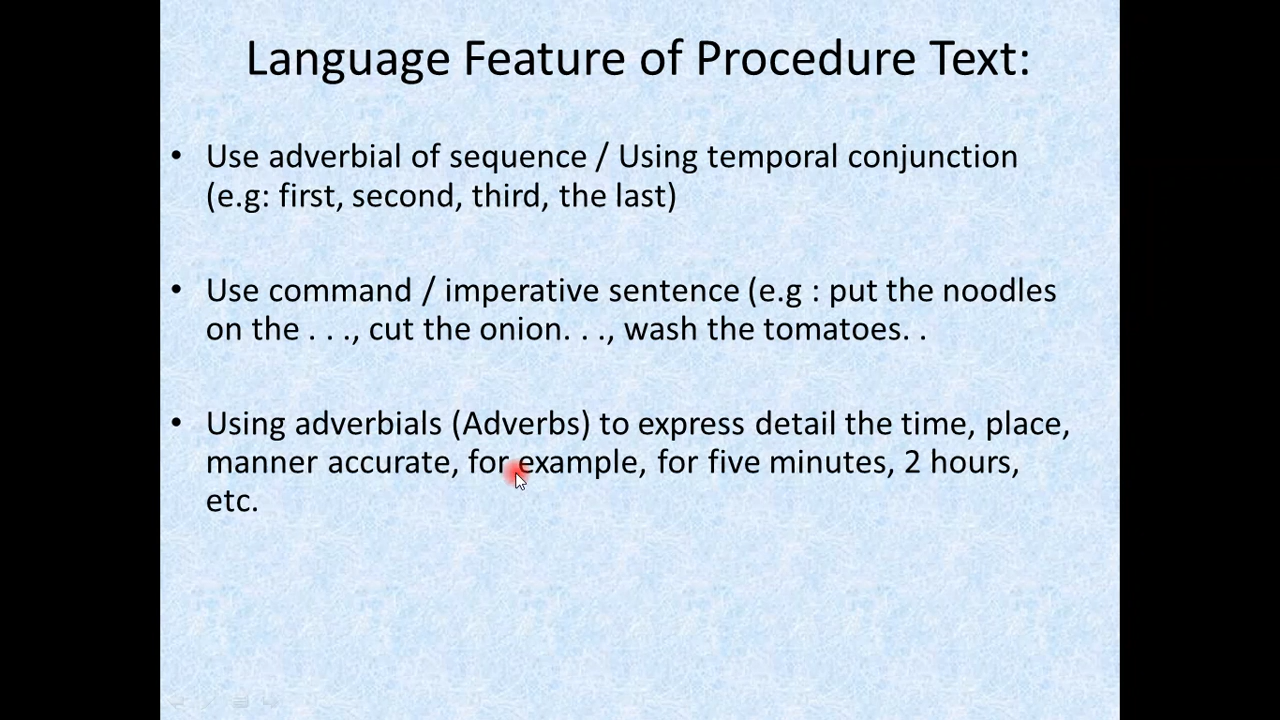 Language Feature of Procedure Text:
• Use adverbial of sequence / Using temporal conjunction
(e.g: first, second, third, the last)
• Use command / imperative sentence (e.g : put the noodles
on the . . ., cut the onion. . ., wash the tomatoes. .
• Using adverbials (Adverbs) to express detail the time, place,
manner accurate, for example, for five minutes, 2 hours,
etc.